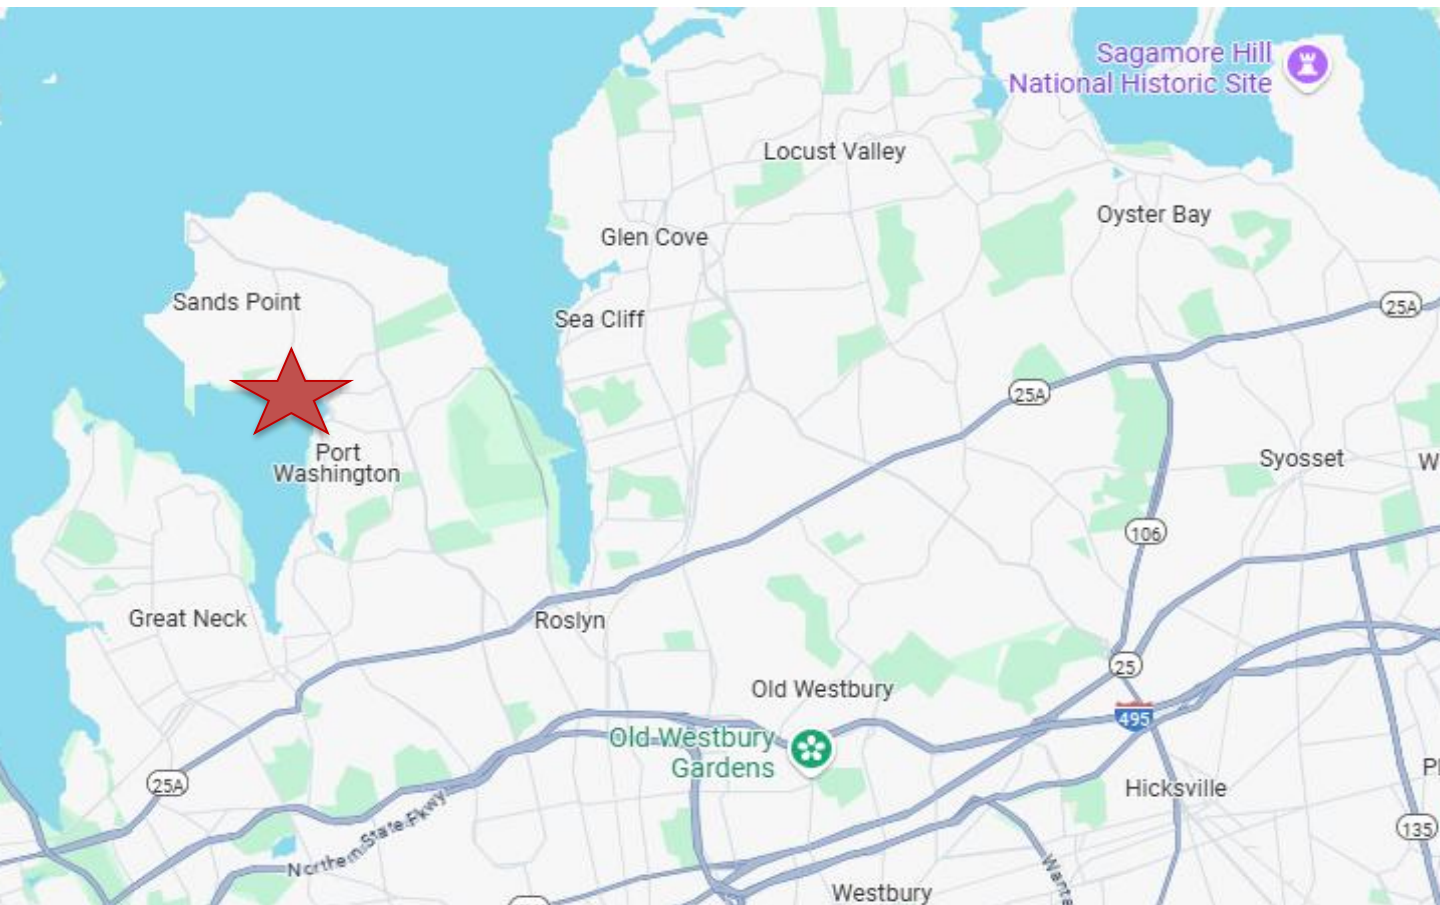 Sagamore Hill
National Historic Site
Locust Valley
Oyster Bay
Glen Cove
Sands Point
25A
Sea Cliff
25A
Port
Washington
Syosset
W
106
Great Neck
Roslyn
25
Old Westbury
495
Old Westbury
Gardens
25A
Hicksville
Pl
Northern State Pkwy
135
Wanta
Westbury